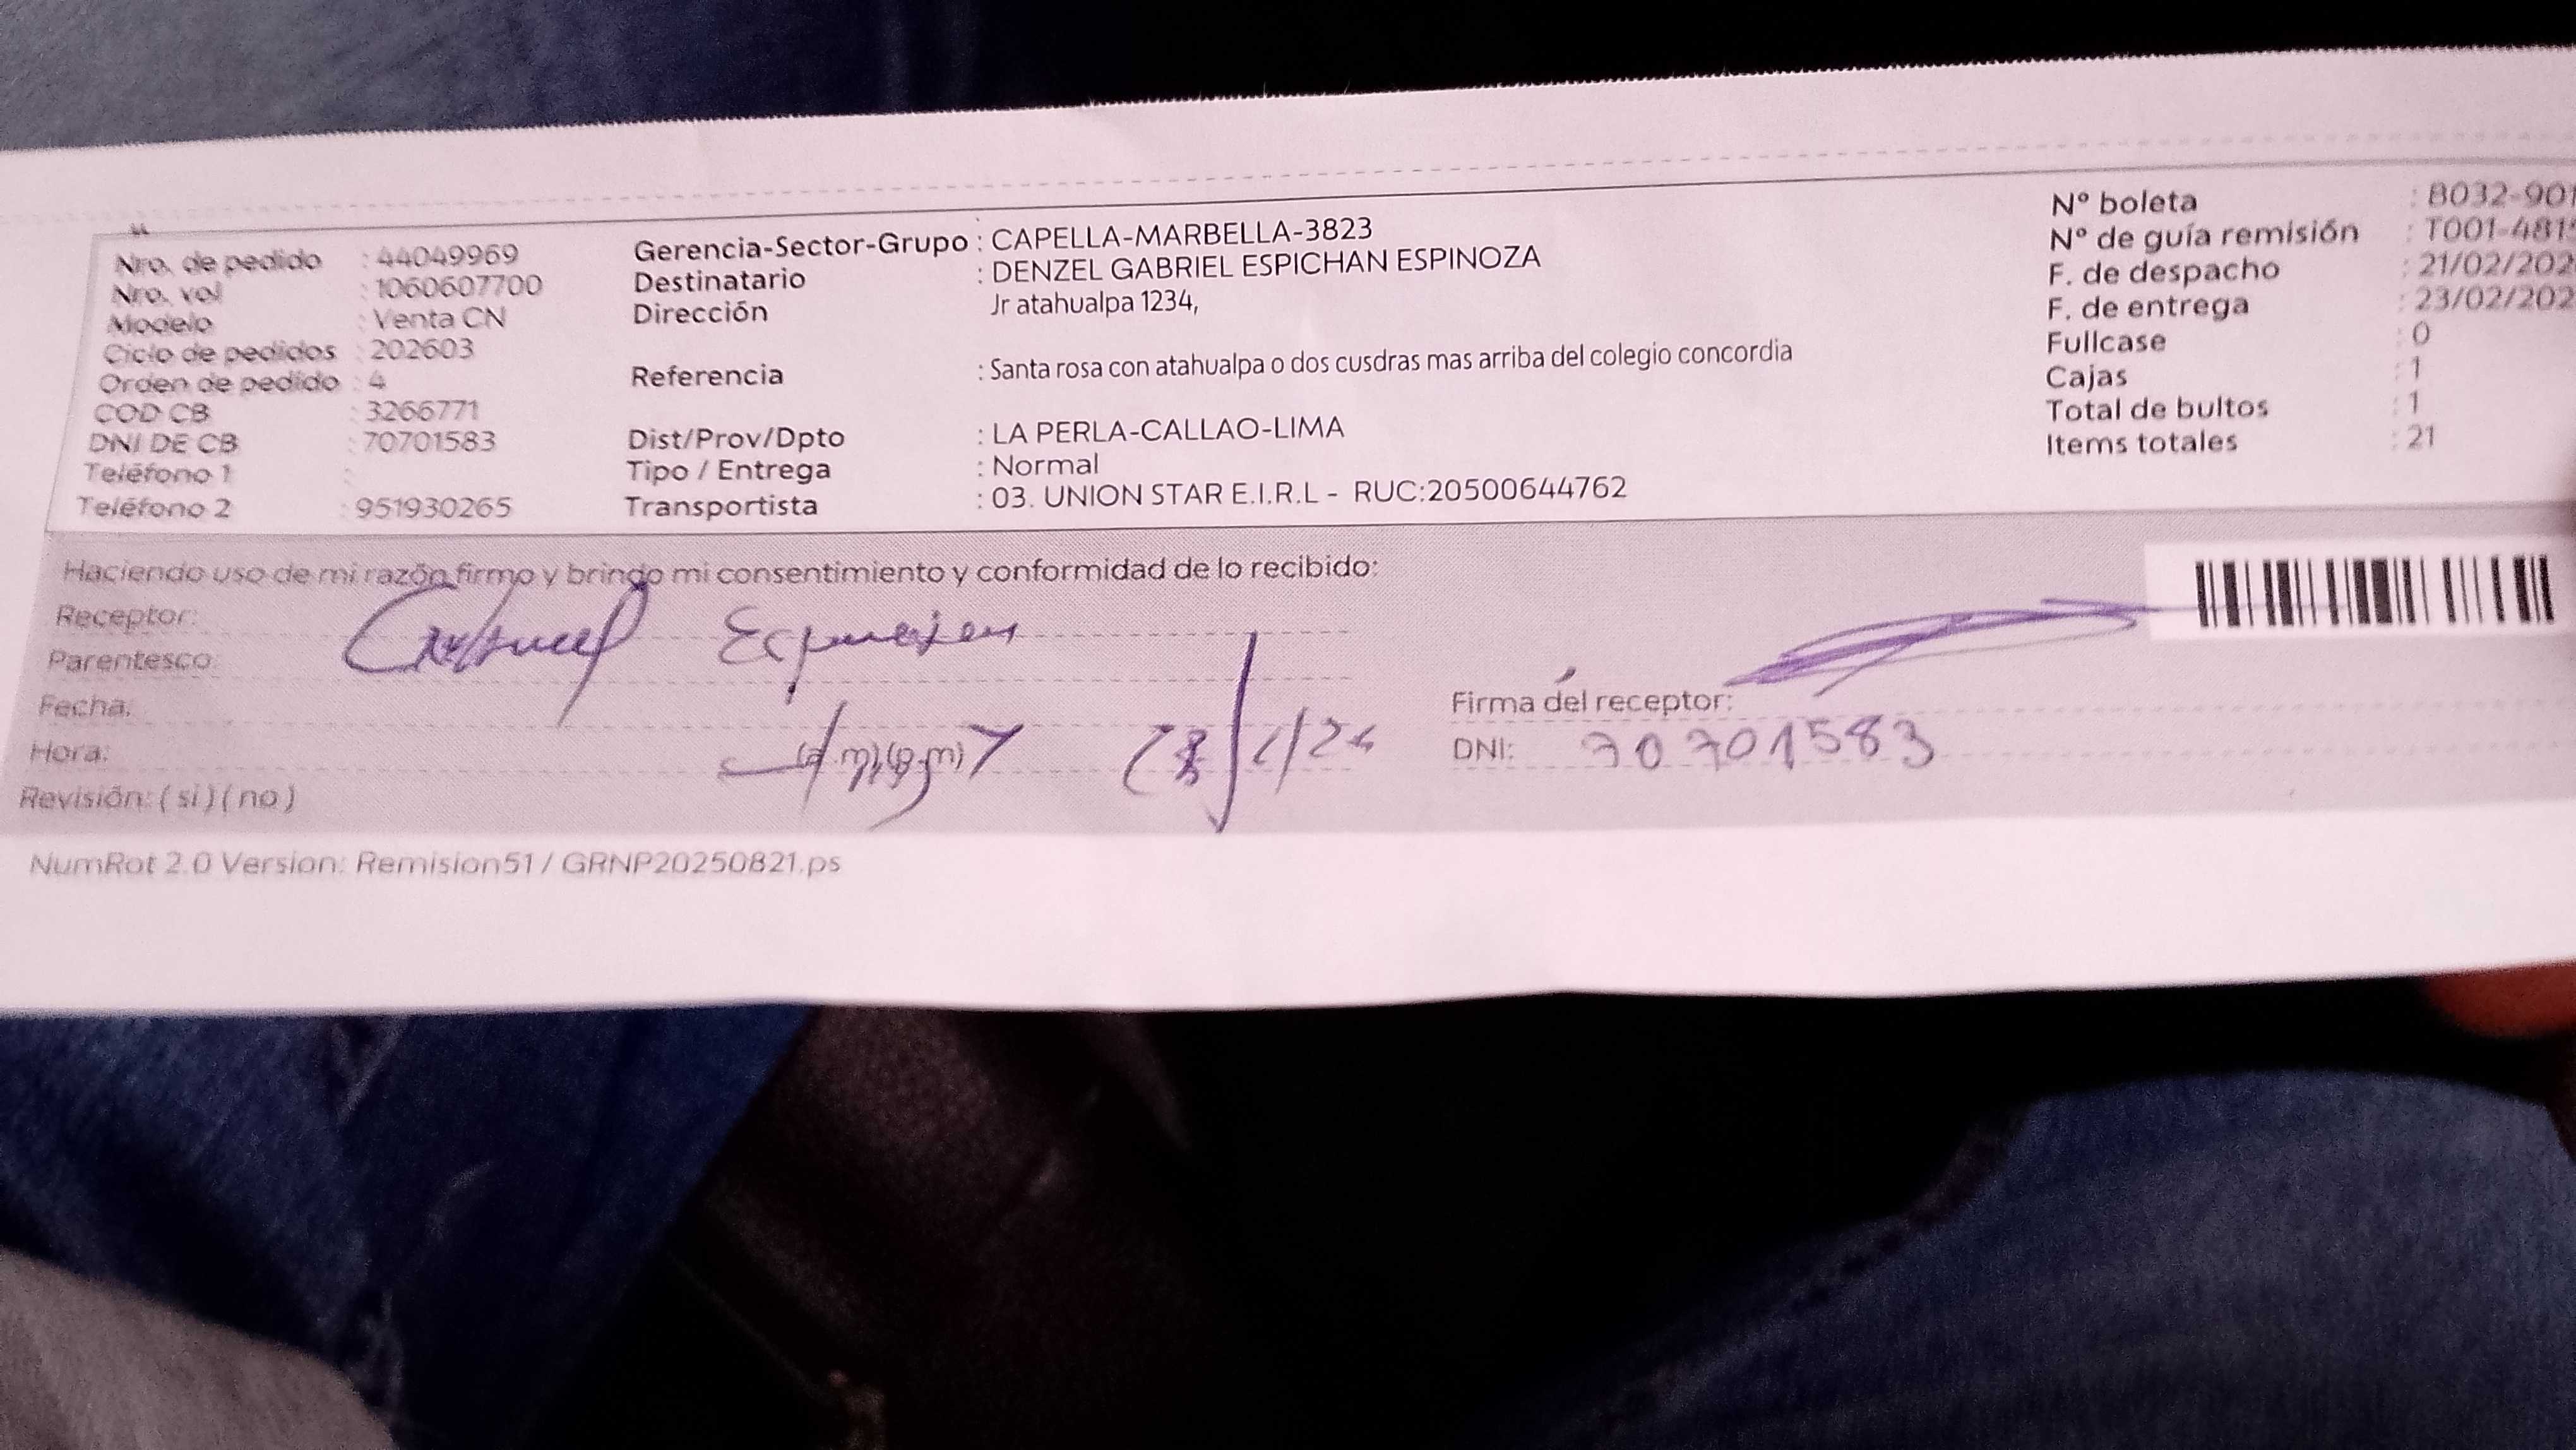 Nro. de pedido : 44049969
Nro. vol : 1060607700
Modelo : Venta CN
Ciclo de pedidos : 202603
Orden de pedido : 4
COD CB : 3266771
DNI DE CB : 70701583
Teléfono 1 :
Teléfono 2 : 951930265
Gerencia-Sector-Grupo : CAPELLA-MARBELLA-3823
Destinatario : DENZEL GABRIEL ESPICHAN ESPINOZA
Dirección Jr atahualpa 1234,
Referencia : Santa rosa con atahualpa o dos cusdras mas arriba del colegio concordia
Dist/Prov/Dpto : LA PERLA-CALLAO-LIMA
Tipo / Entrega : Normal
Transportista : 03. UNION STAR E.I.R.L - RUC:20500644762
N° boleta : B032-901
N° de guía remisión : T001-481
F. de despacho : 21/02/202
F. de entrega : 23/02/202
Fullcase : 0
Cajas : 1
Total de bultos : 1
Items totales : 21
Haciendo uso de mi razón firmo y brindo mi consentimiento y conformidad de lo recibido:
Receptor:
Parentesco:
Fecha:
Hora: (a.m)(p.m)
Revisión: ( si ) ( no )
Firma del receptor:
DNI: 70701583
NumRot 2.0 Version: Remision51 / GRNP20250821.ps